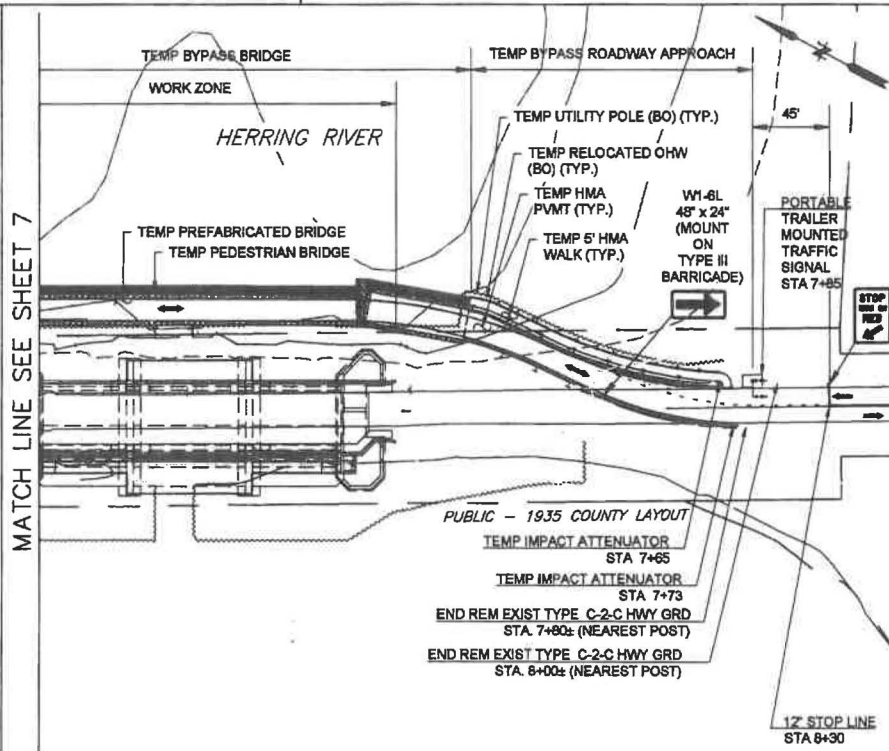 TEMP BYPASS BRIDGE
TEMP BYPASS ROADWAY APPROACH
N
WORK ZONE
45'
HERRING RIVER
TEMP UTILITY POLE (BO) (TYP.)
TEMP RELOCATED OHW
(BO) (TYP.)
TEMP HMA
PVMT (TYP.)
TEMP 5' HMA
WALK (TYP.)
W1-6L
48" x 24"
(MOUNT
ON
TYPE III
BARRICADE)
PORTABLE
TRAILER
MOUNTED
TRAFFIC
SIGNAL
STA 7+85
TEMP PREFABRICATED BRIDGE
TEMP PEDESTRIAN BRIDGE
STOP
HERE ON
RED
MATCH LINE SEE SHEET 7
PUBLIC – 1935 COUNTY LAYOUT
TEMP IMPACT ATTENUATOR
STA 7+65
TEMP IMPACT ATTENUATOR
STA 7+73
END REM EXIST TYPE C-2-C HWY GRD
STA. 7+80± (NEAREST POST)
END REM EXIST TYPE C-2-C HWY GRD
STA. 8+00± (NEAREST POST)
12" STOP LINE
STA 8+30